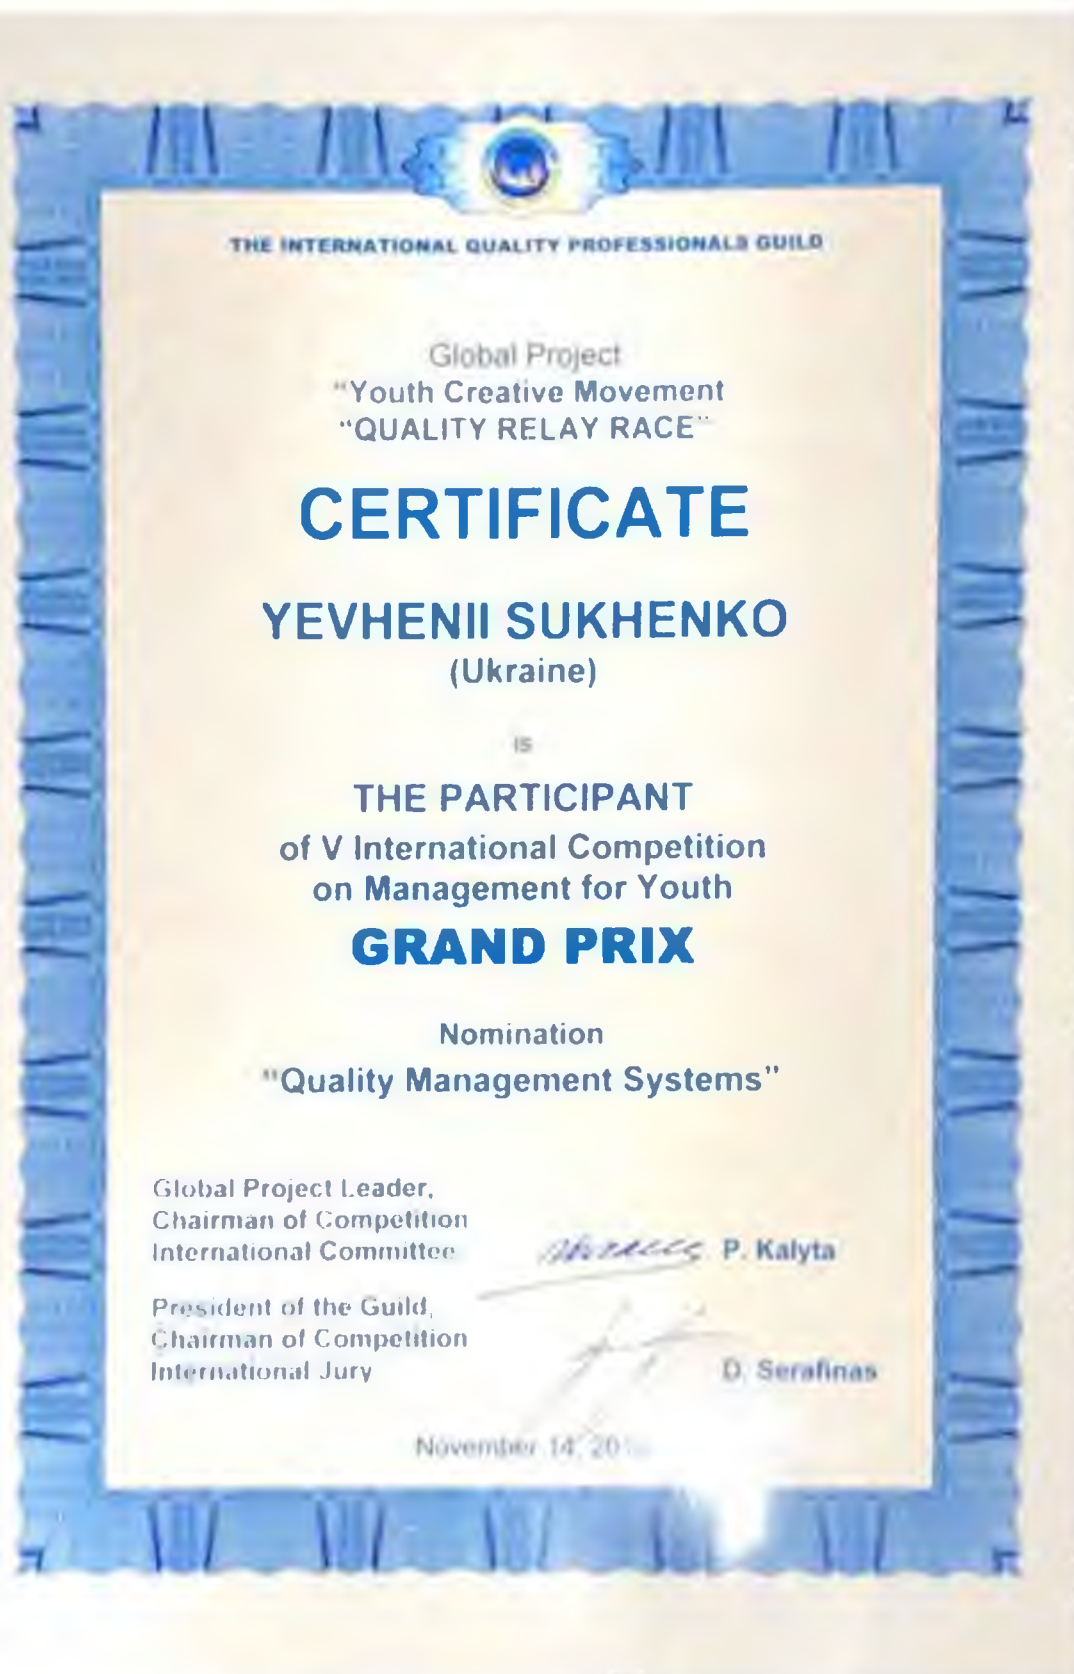 THE INTERNATIONAL QUALITY PROFESSIONALS GUILD
Global Project
"Youth Creative Movement
"QUALITY RELAY RACE"
CERTIFICATE
YEVHENII SUKHENKO
(Ukraine)
is
THE PARTICIPANT
of V International Competition
on Management for Youth
GRAND PRIX
Nomination
"Quality Management Systems"
Global Project Leader,
Chairman of Competition
International Committee
P. Kalyta
President of the Guild,
Chairman of Competition
International Jury
D. Serafinas
November 14,